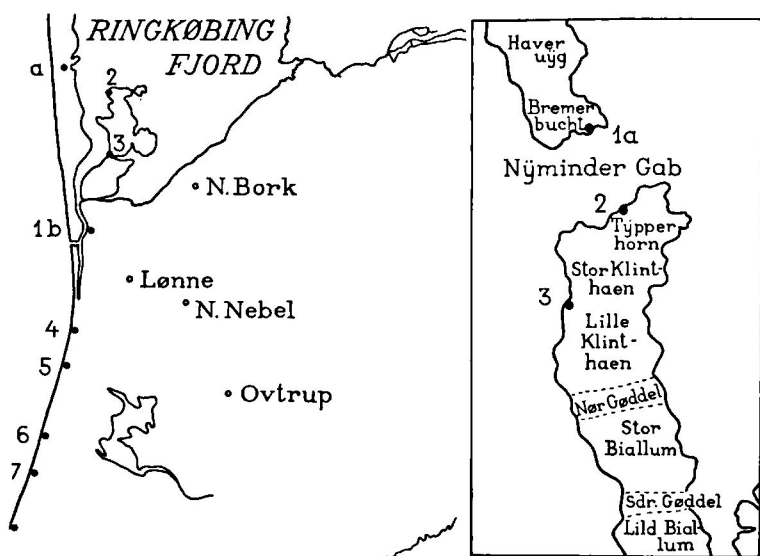 RINGKØBING
FJORD
a
2
3
N. Bork
1b
Lønne
N. Nebel
4
5
Ovtrup
6
7
Haver
uÿg
Bremer
bucht
1a
Nÿminder Gab
2
Tÿpper
horn
Stor Klint-
haen
3
Lille
Klint-
haen
Nør Gøddel
Stor
Biallum
Sdr. Gøddel
Lild Bial-
lum